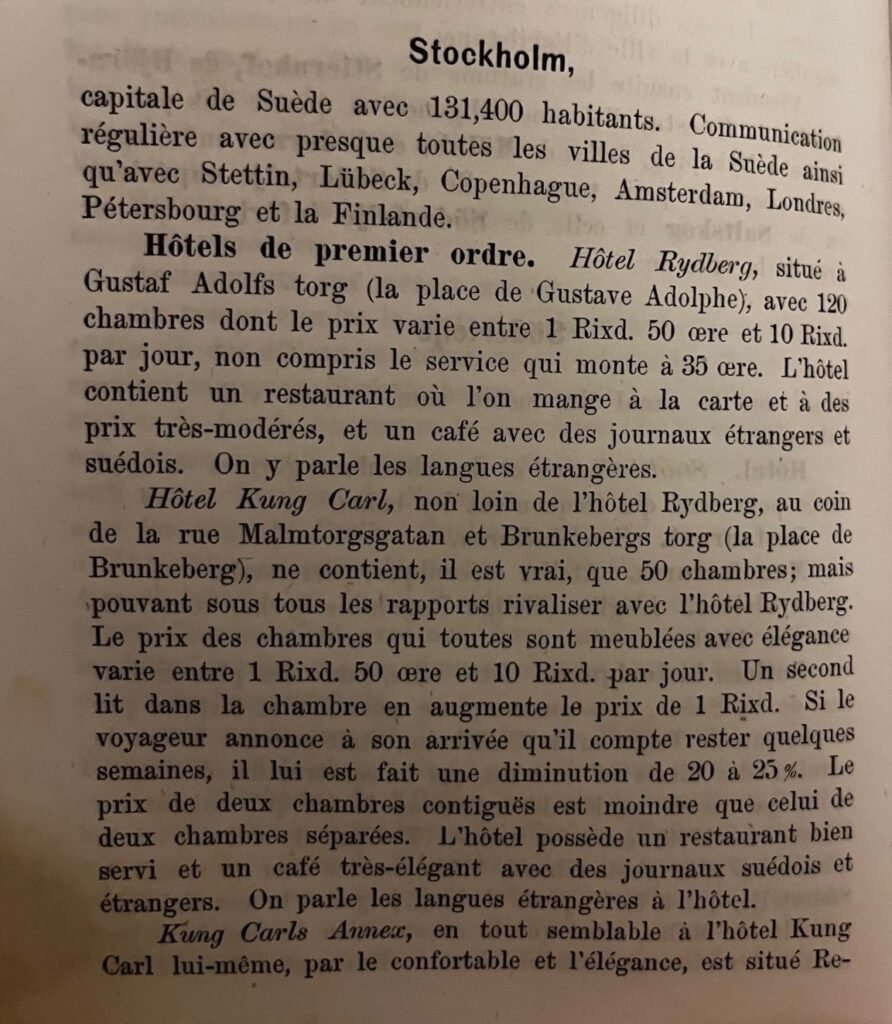 Stockholm,
capitale de Suède avec 131,400 habitants. Communication
régulière avec presque toutes les villes de la Suède ainsi
qu'avec Stettin, Lübeck, Copenhague, Amsterdam, Londres,
Pétersbourg et la Finlande.
Hôtels de premier ordre. Hôtel Rydberg, situé à
Gustaf Adolfs torg (la place de Gustave Adolphe), avec 120
chambres dont le prix varie entre 1 Rixd. 50 œre et 10 Rixd.
par jour, non compris le service qui monte à 35 œre. L'hôtel
contient un restaurant où l'on mange à la carte et à des
prix très-modérés, et un café avec des journaux étrangers et
suédois. On y parle les langues étrangères.
Hôtel Kung Carl, non loin de l'hôtel Rydberg, au coin
de la rue Malmtorgsgatan et Brunkebergs torg (la place de
Brunkeberg), ne contient, il est vrai, que 50 chambres; mais
pouvant sous tous les rapports rivaliser avec l'hôtel Rydberg.
Le prix des chambres qui toutes sont meublées avec élégance
varie entre 1 Rixd. 50 œre et 10 Rixd. par jour. Un second
lit dans la chambre en augmente le prix de 1 Rixd. Si le
voyageur annonce à son arrivée qu'il compte rester quelques
semaines, il lui est fait une diminution de 20 à 25 %. Le
prix de deux chambres contiguës est moindre que celui de
deux chambres séparées. L'hôtel possède un restaurant bien
servi et un café très-élégant avec des journaux suédois et
étrangers. On parle les langues étrangères à l'hôtel.
Kung Carls Annex, en tout semblable à l'hôtel Kung
Carl lui-même, par le confortable et l'élégance, est situé Re-